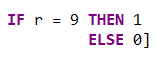 IF r = 9 THEN 1
ELSE 0]